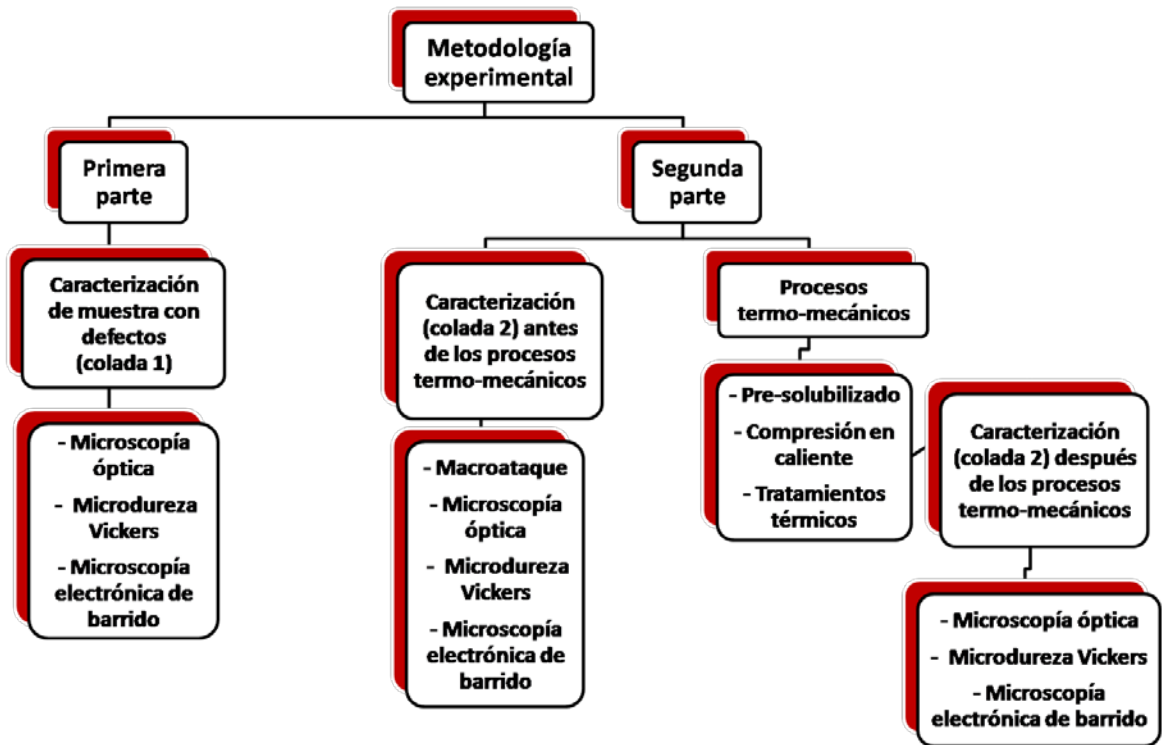 Metodología
experimental
Primera
parte
Segunda
parte
Caracterización
de muestra con
defectos
(colada 1)
- Microscopía
óptica
- Microdureza
Vickers
- Microscopía
electrónica de
barrido
Caracterización
(colada 2) antes
de los procesos
termo-mecánicos
- Macroataque
- Microscopía
óptica
- Microdureza
Vickers
- Microscopía
electrónica de
barrido
Procesos
termo-mecánicos
- Pre-solubilizado
- Compresión en
caliente
- Tratamientos
térmicos
Caracterización
(colada 2) después
de los procesos
termo-mecánicos
- Microscopía óptica
- Microdureza Vickers
- Microscopía
electrónica de barrido